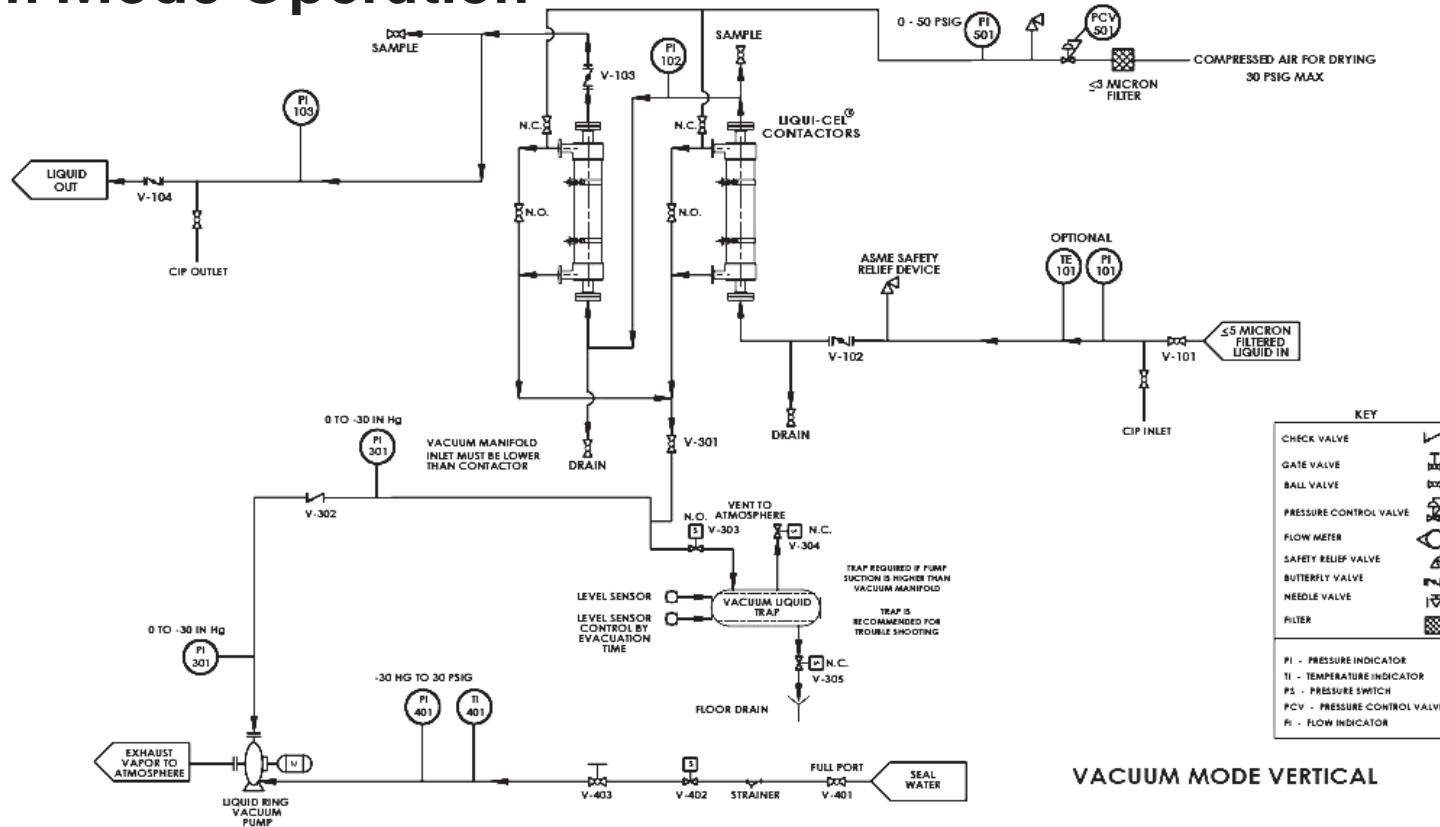 Mode Operation
0 - 50 PSIG
PI
501
PCV
501
COMPRESSED AIR FOR DRYING
30 PSIG MAX
≤3 MICRON
FILTER
SAMPLE
SAMPLE
PI
102
V-103
PI
103
N.C.
N.C.
LIQUI-CEL®
CONTACTORS
LIQUID
OUT
V-104
N.O.
N.O.
CIP OUTLET
OPTIONAL
ASME SAFETY
RELIEF DEVICE
TE
101
PI
101
≤5 MICRON
FILTERED
LIQUID IN
V-102
V-101
DRAIN
CIP INLET
0 TO -30 IN Hg
PI
301
VACUUM MANIFOLD
INLET MUST BE LOWER
THAN CONTACTOR
DRAIN
V-301
V-302
N.O.
VENT TO
ATMOSPHERE
S
V-303
N.C.
V-304
LEVEL SENSOR
LEVEL SENSOR
CONTROL BY
EVACUATION
TIME
VACUUM LIQUID
TRAP
TRAP REQUIRED IF PUMP
SUCTION IS HIGHER THAN
VACUUM MANIFOLD
TRAP IS
RECOMMENDED FOR
TROUBLE SHOOTING
N.C.
V-305
FLOOR DRAIN
0 TO -30 IN Hg
PI
301
-30 HG TO 30 PSIG
PI
401
TI
401
EXHAUST
VAPOR TO
ATMOSPHERE
M
LIQUID RING
VACUUM
PUMP
V-403
S
V-402
STRAINER
FULL PORT
V-401
SEAL
WATER
KEY
CHECK VALVE
GATE VALVE
BALL VALVE
PRESSURE CONTROL VALVE
FLOW METER
SAFETY RELIEF VALVE
BUTTERFLY VALVE
NEEDLE VALVE
FILTER
PI - PRESSURE INDICATOR
TI - TEMPERATURE INDICATOR
PS - PRESSURE SWITCH
PCV - PRESSURE CONTROL VALVE
FI - FLOW INDICATOR
VACUUM MODE VERTICAL